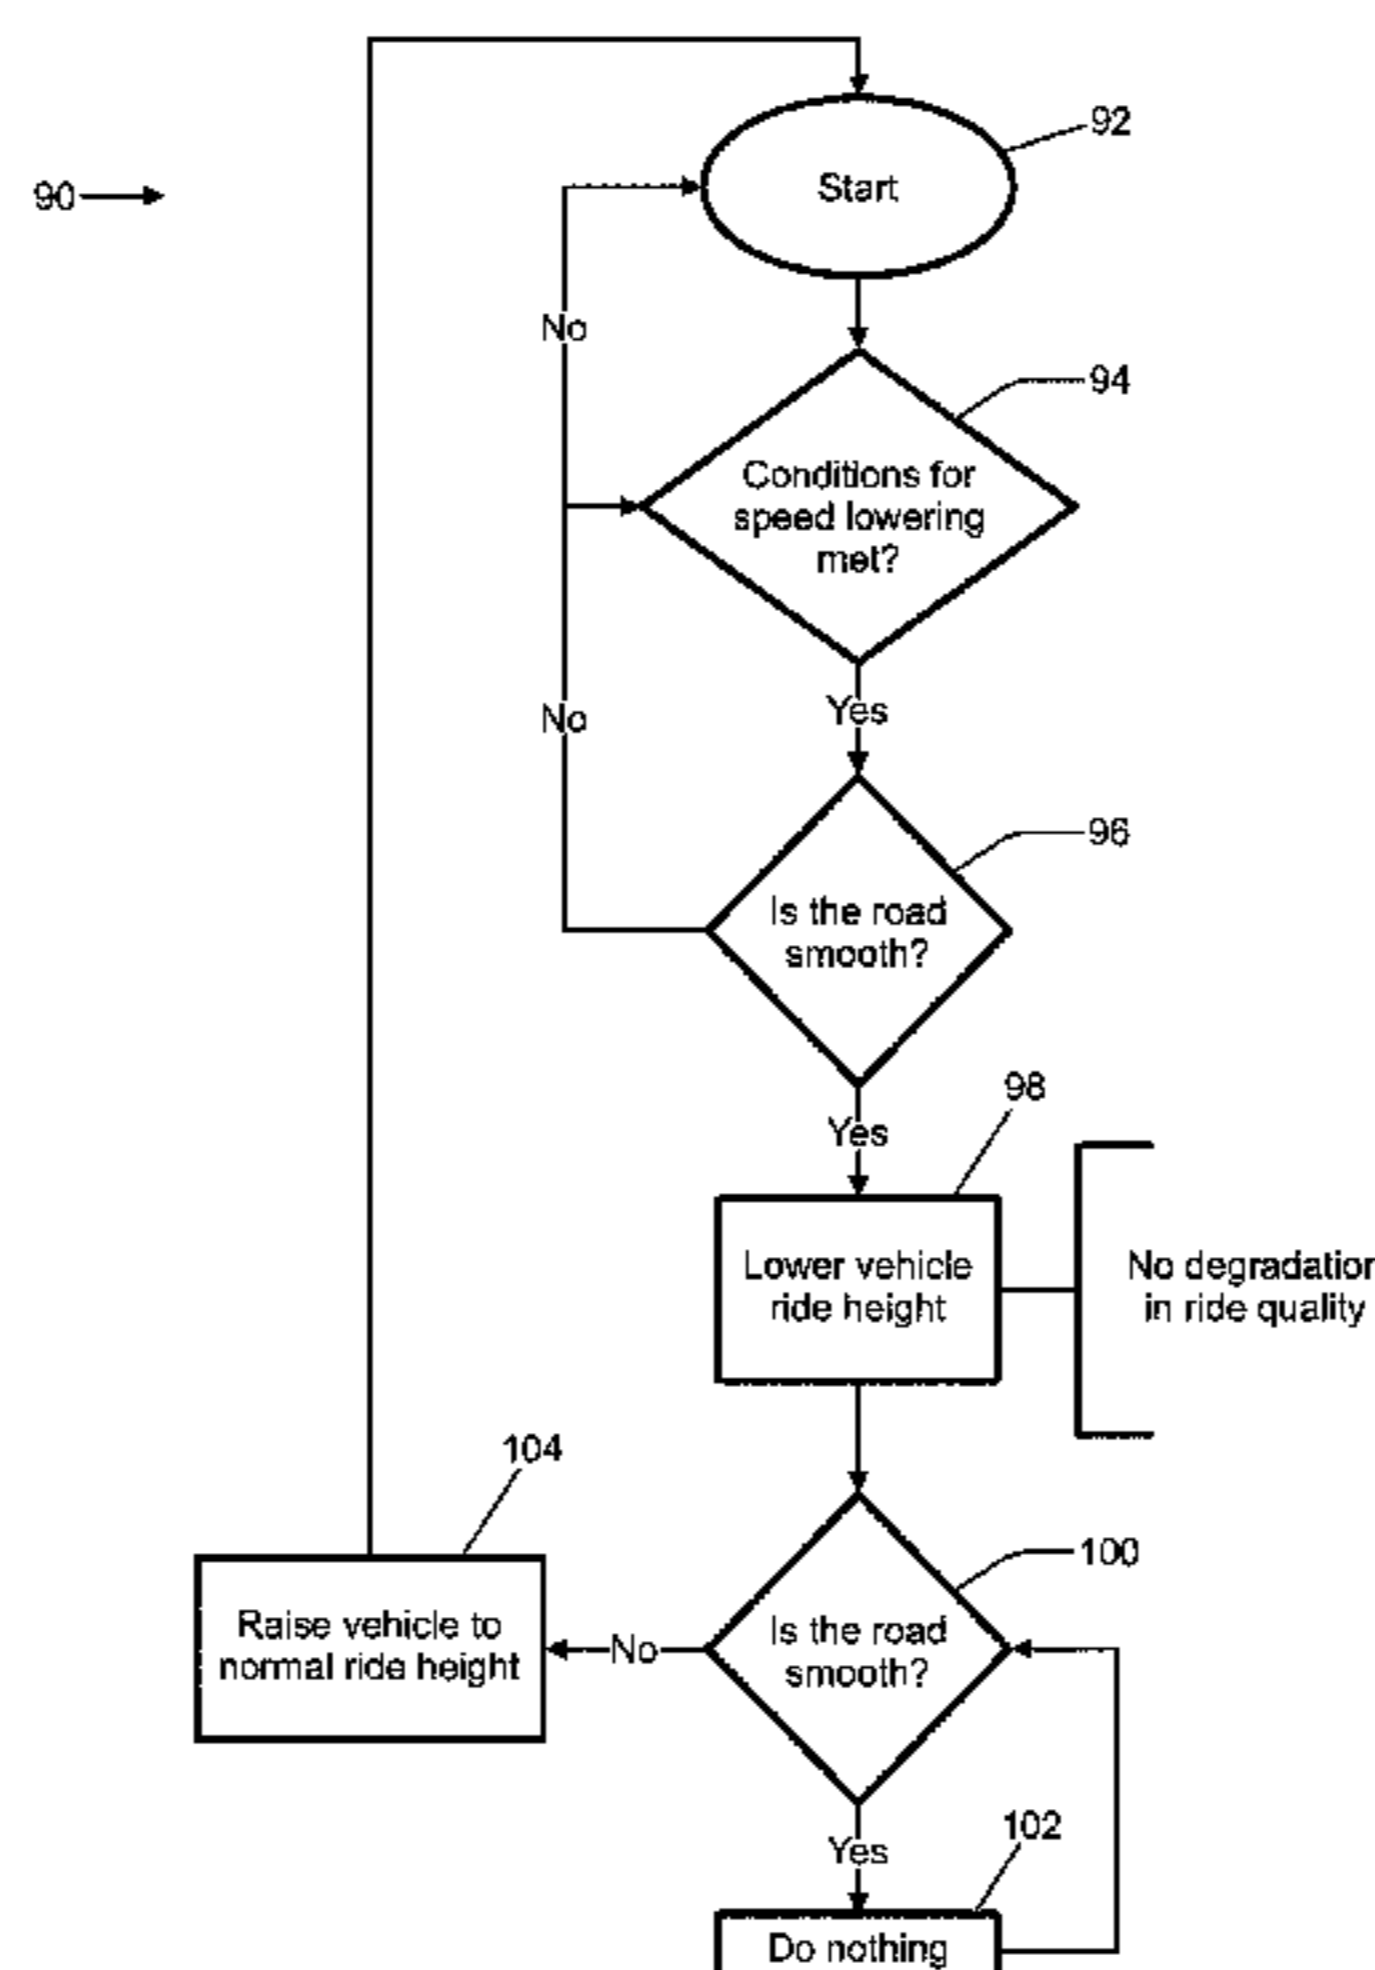 92
90
Start
No
94
Conditions for
speed lowering
met?
Yes
No
96
Is the road
smooth?
98
Yes
Lower vehicle
ride height
No degradation
in ride quality
104
100
Raise vehicle to
normal ride height
No
Is the road
smooth?
102
Yes
Do nothing